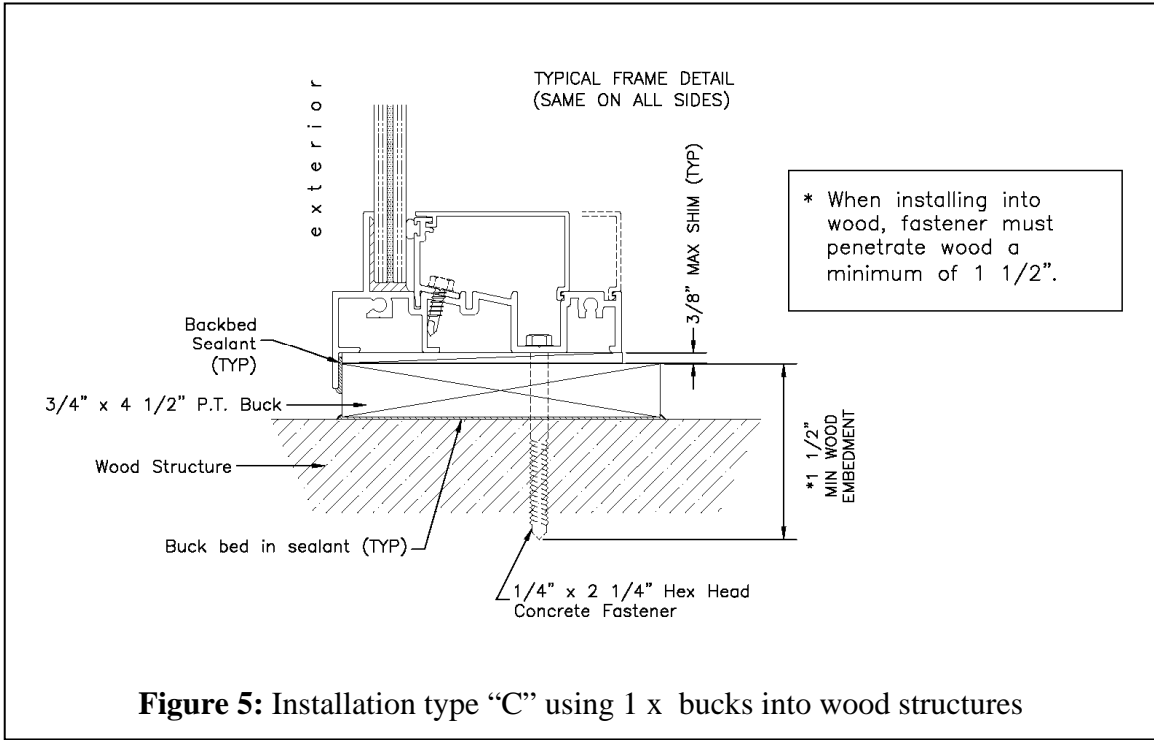 exterior
TYPICAL FRAME DETAIL
(SAME ON ALL SIDES)
3/8" MAX SHIM (TYP)
* When installing into
wood, fastener must
penetrate wood a
minimum of 1 1/2".
Backbed
Sealant
(TYP)
3/4" x 4 1/2" P.T. Buck
Wood Structure
*1 1/2"
MIN WOOD
EMBEDMENT
Buck bed in sealant (TYP)
1/4" x 2 1/4" Hex Head
Concrete Fastener
Figure 5: Installation type “C” using 1 x bucks into wood structures